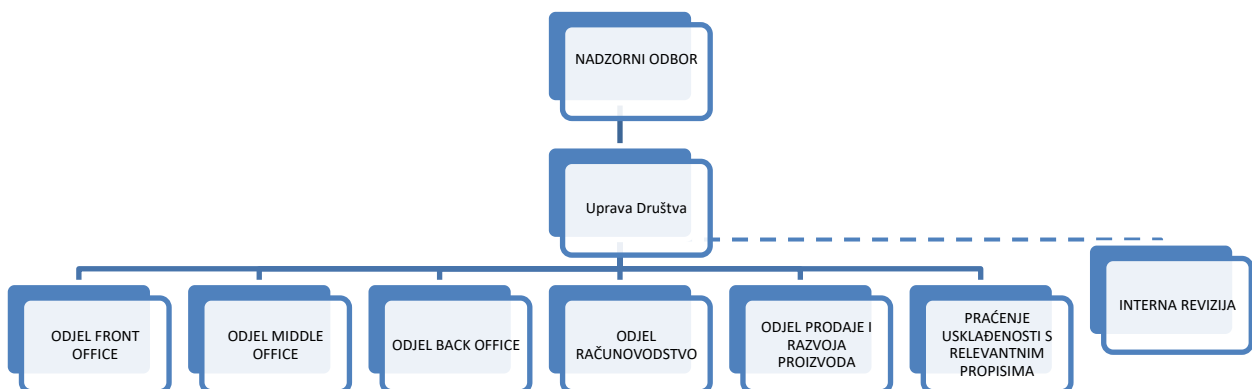 NADZORNI ODBOR
Uprava Društva
ODJEL FRONT
OFFICE
ODJEL MIDDLE
OFFICE
ODJEL BACK OFFICE
ODJEL
RAČUNOVODSTVO
ODJEL PRODAJE I
RAZVOJA
PROIZVODA
PRAĆENJE
USKLAĐENOSTI S
RELEVANTNIM
PROPISIMA
INTERNA REVIZIJA